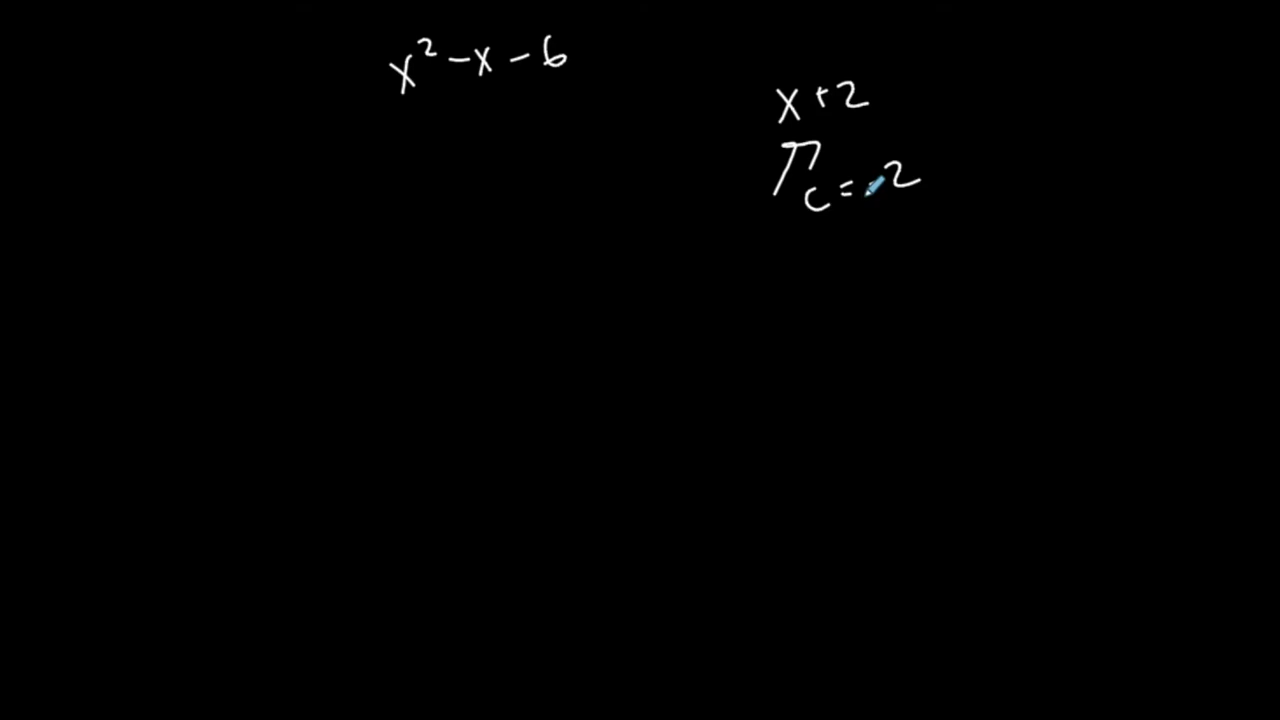 x² - x - 6
x + 2
c = -2